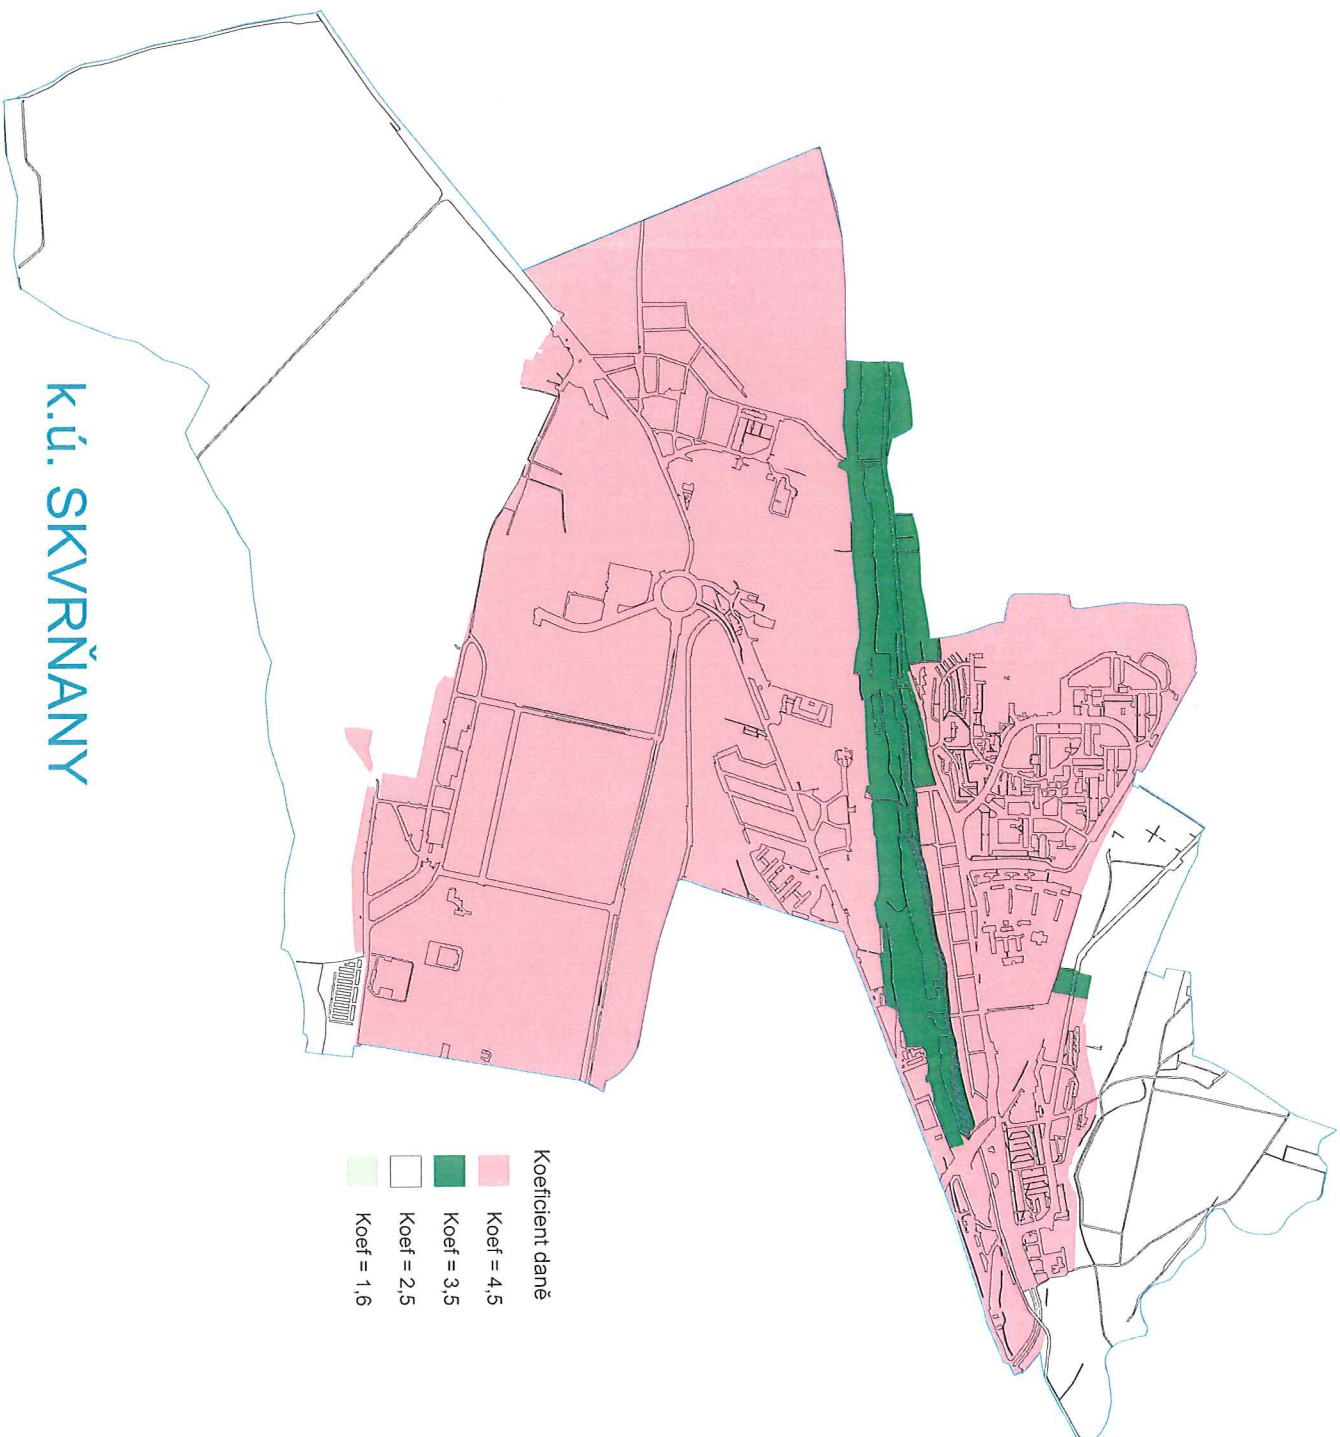 k.ú. SKVRŇANY
Koeficient daně
Koef = 4,5
Koef = 3,5
Koef = 2,5
Koef = 1,6